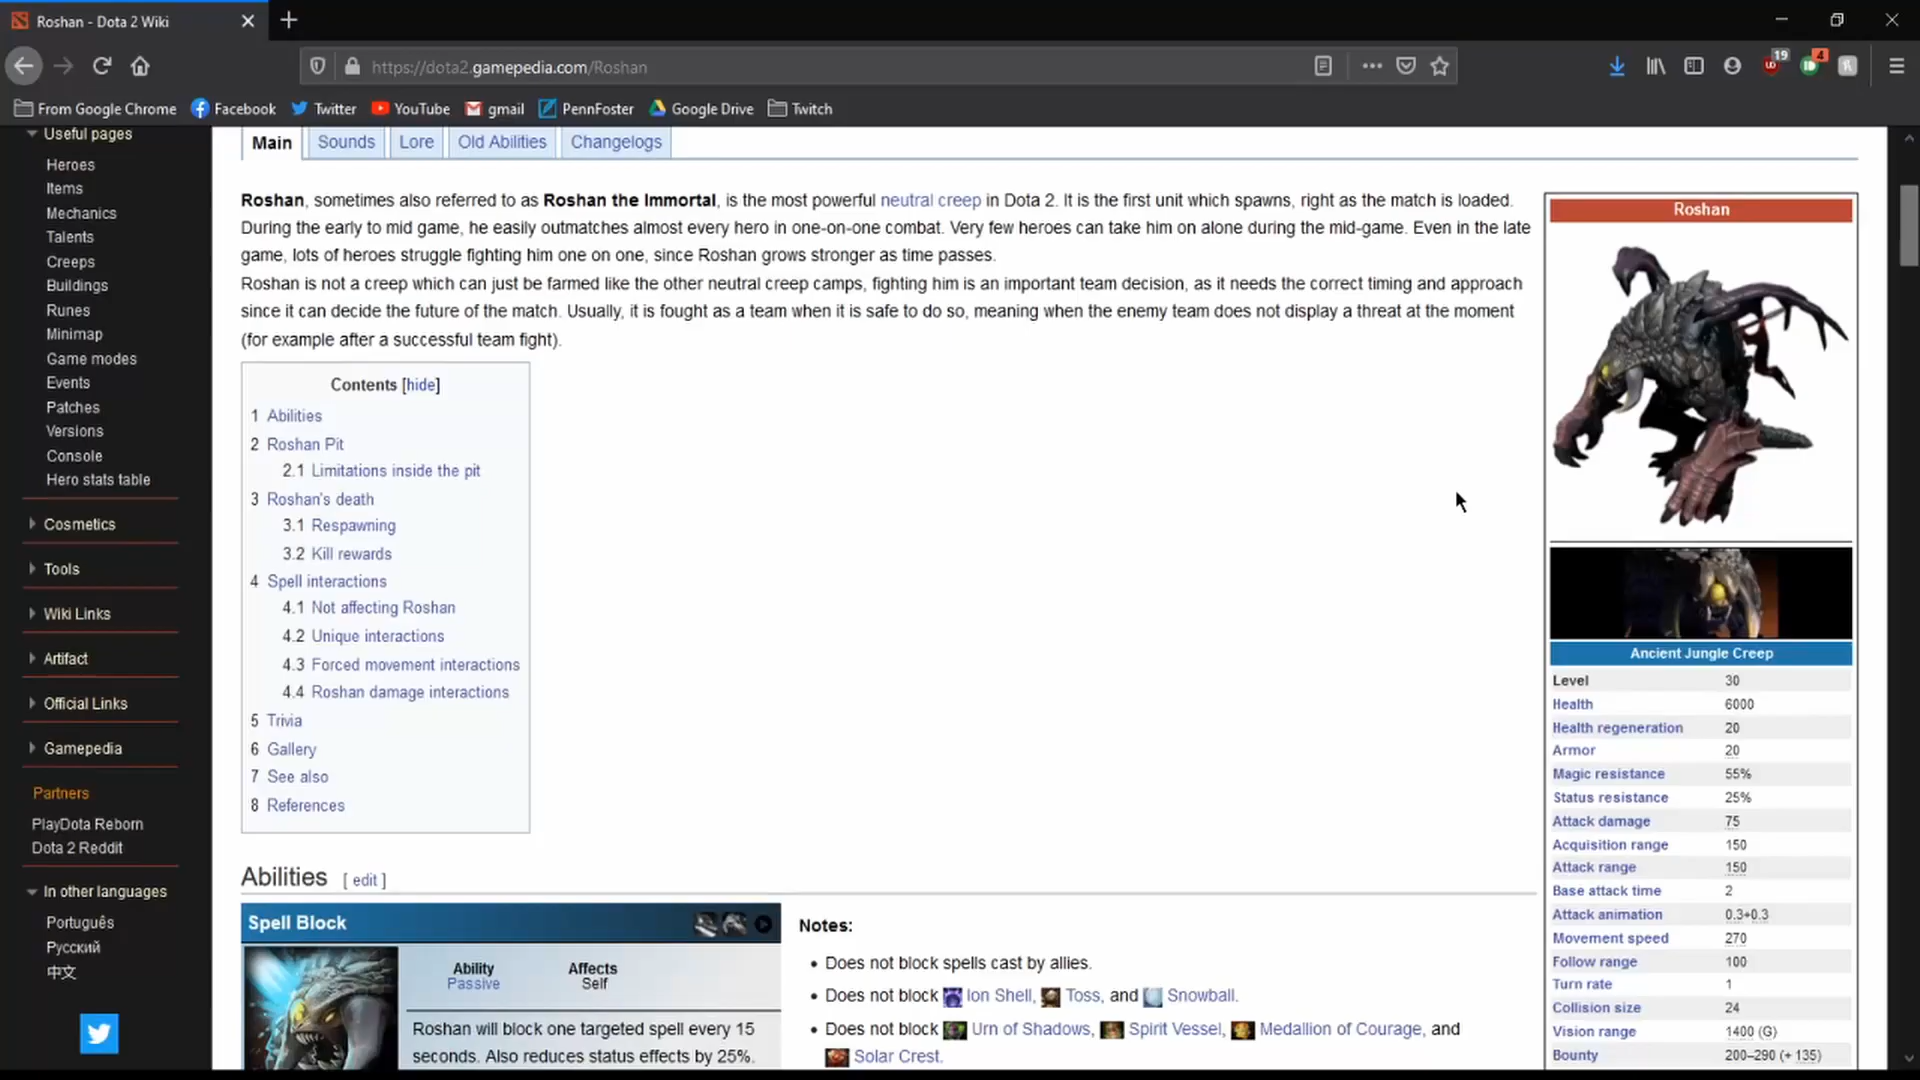 Roshan - Dota 2 Wiki
https://dota2.gamepedia.com/Roshan
19
4
From Google Chrome Facebook Twitter YouTube gmail PennFoster Google Drive Twitch
Useful pages
Heroes
Items
Mechanics
Talents
Creeps
Buildings
Runes
Minimap
Game modes
Events
Patches
Versions
Console
Hero stats table
Cosmetics
Tools
Wiki Links
Artifact
Official Links
Gamepedia
Partners
PlayDota Reborn
Dota 2 Reddit
In other languages
Português
Русский
中文
Main Sounds Lore Old Abilities Changelogs
Roshan, sometimes also referred to as Roshan the Immortal, is the most powerful neutral creep in Dota 2. It is the first unit which spawns, right as the match is loaded.
During the early to mid game, he easily outmatches almost every hero in one-on-one combat. Very few heroes can take him on alone during the mid-game. Even in the late
game, lots of heroes struggle fighting him one on one, since Roshan grows stronger as time passes.
Roshan is not a creep which can just be farmed like the other neutral creep camps, fighting him is an important team decision, as it needs the correct timing and approach
since it can decide the future of the match. Usually, it is fought as a team when it is safe to do so, meaning when the enemy team does not display a threat at the moment
(for example after a successful team fight).
Contents [hide]
1 Abilities
2 Roshan Pit
2.1 Limitations inside the pit
3 Roshan's death
3.1 Respawning
3.2 Kill rewards
4 Spell interactions
4.1 Not affecting Roshan
4.2 Unique interactions
4.3 Forced movement interactions
4.4 Roshan damage interactions
5 Trivia
6 Gallery
7 See also
8 References
Abilities [ edit ]
Spell Block
Ability Affects
Passive Self
Roshan will block one targeted spell every 15
seconds. Also reduces status effects by 25%.
Notes:
• Does not block spells cast by allies.
• Does not block Ion Shell, Toss, and Snowball.
• Does not block Urn of Shadows, Spirit Vessel, Medallion of Courage, and
Solar Crest.
Roshan
Ancient Jungle Creep
Level 30
Health 6000
Health regeneration 20
Armor 20
Magic resistance 55%
Status resistance 25%
Attack damage 75
Acquisition range 150
Attack range 150
Base attack time 2
Attack animation 0.3+0.3
Movement speed 270
Follow range 100
Turn rate 1
Collision size 24
Vision range 1400 (G)
Bounty 200–290 (+ 135)